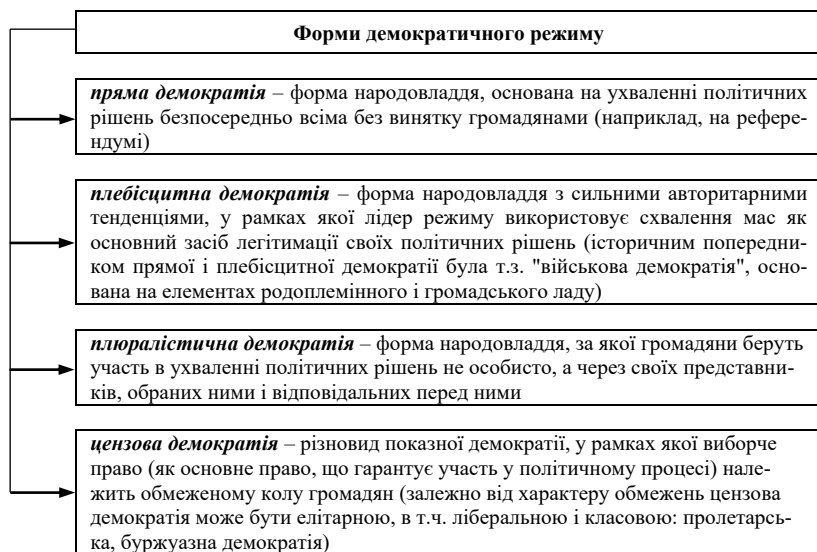 Форми демократичного режиму
пряма демократія – форма народовладдя, основана на ухваленні політичних
рішень безпосередньо всіма без винятку громадянами (наприклад, на рефере-
ндумі)
плебісцитна демократія – форма народовладдя з сильними авторитарними
тенденціями, у рамках якої лідер режиму використовує схвалення мас як
основний засіб легітимації своїх політичних рішень (історичним попередни-
ком прямої і плебісцитної демократії була т.з. "військова демократія", осно-
вана на елементах родоплемінного і громадського ладу)
плюралістична демократія – форма народовладдя, за якої громадяни беруть
участь в ухваленні політичних рішень не особисто, а через своїх представни-
ків, обраних ними і відповідальних перед ними
цензова демократія – різновид показної демократії, у рамках якої виборче
право (як основне право, що гарантує участь у політичному процесі) нале-
жить обмеженому колу громадян (залежно від характеру обмежень цензова
демократія може бути елітарною, в т.ч. ліберальною і класовою: пролетарсь-
ка, буржуазна демократія)